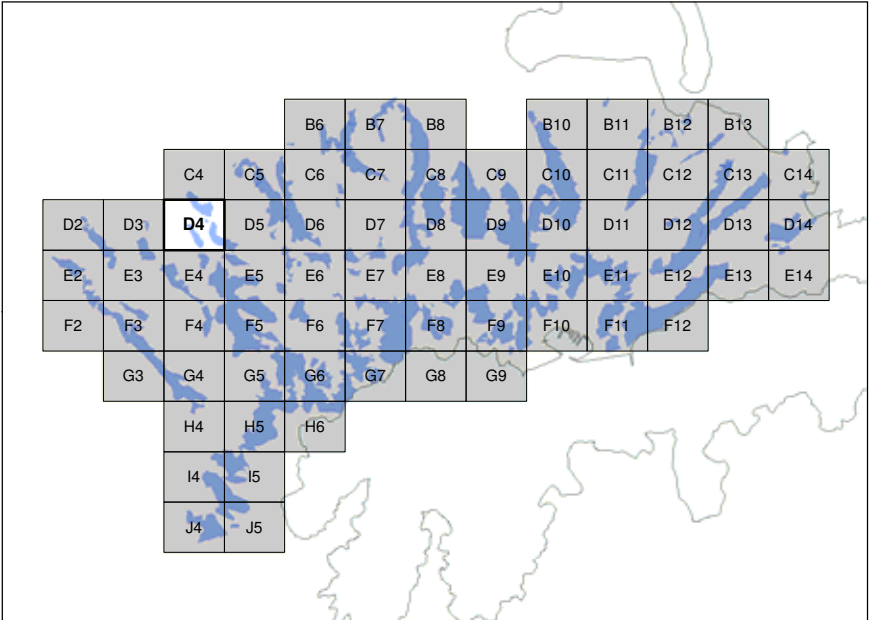 B6 B7 B8 B10 B11 B12 B13
C4 C5 C6 C7 C8 C9 C10 C11 C12 C13 C14
D2 D3 D4 D5 D6 D7 D8 D9 D10 D11 D12 D13 D14
E2 E3 E4 E5 E6 E7 E8 E9 E10 E11 E12 E13 E14
F2 F3 F4 F5 F6 F7 F8 F9 F10 F11 F12
G3 G4 G5 G6 G7 G8 G9
H4 H5 H6
I4 I5
J4 J5